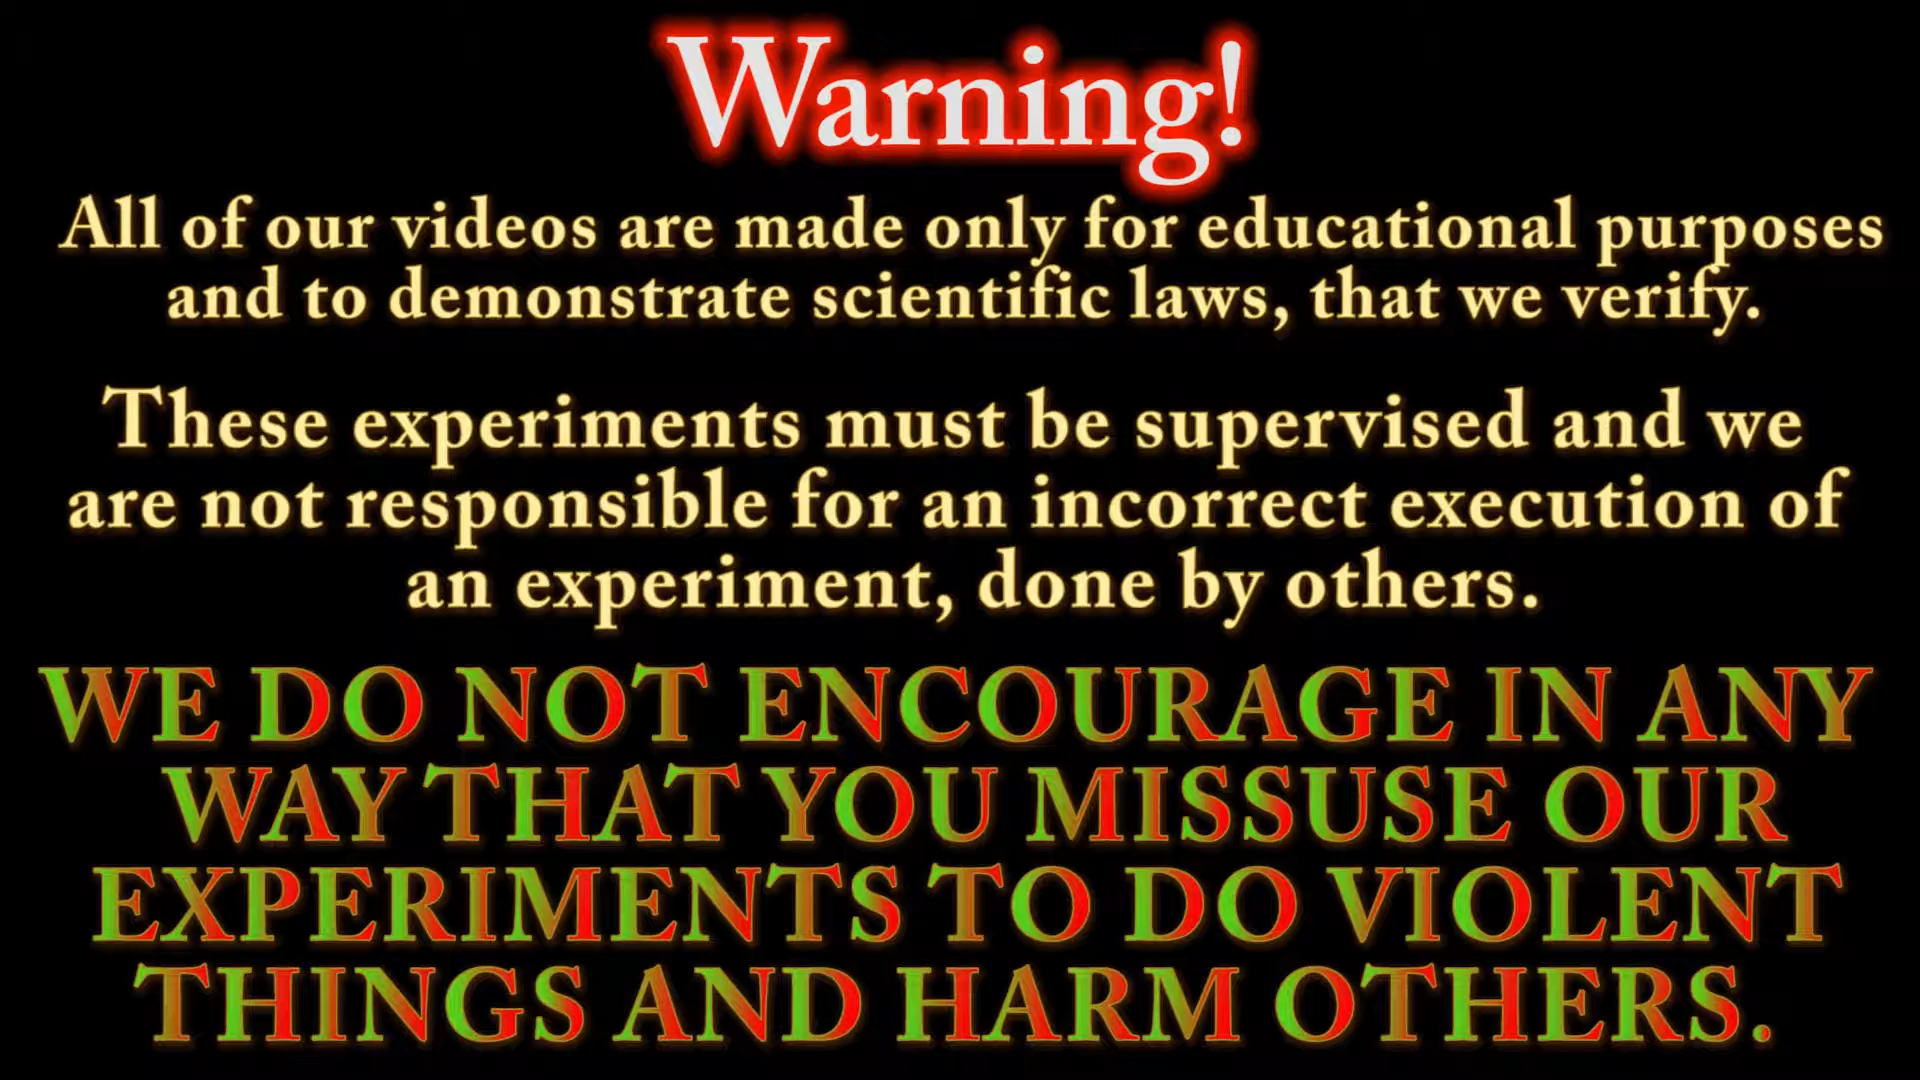 Warning!
All of our videos are made only for educational purposes
and to demonstrate scientific laws, that we verify.
These experiments must be supervised and we
are not responsible for an incorrect execution of
an experiment, done by others.
WE DO NOT ENCOURAGE IN ANY
WAY THAT YOU MISSUSE OUR
EXPERIMENTS TO DO VIOLENT
THINGS AND HARM OTHERS.